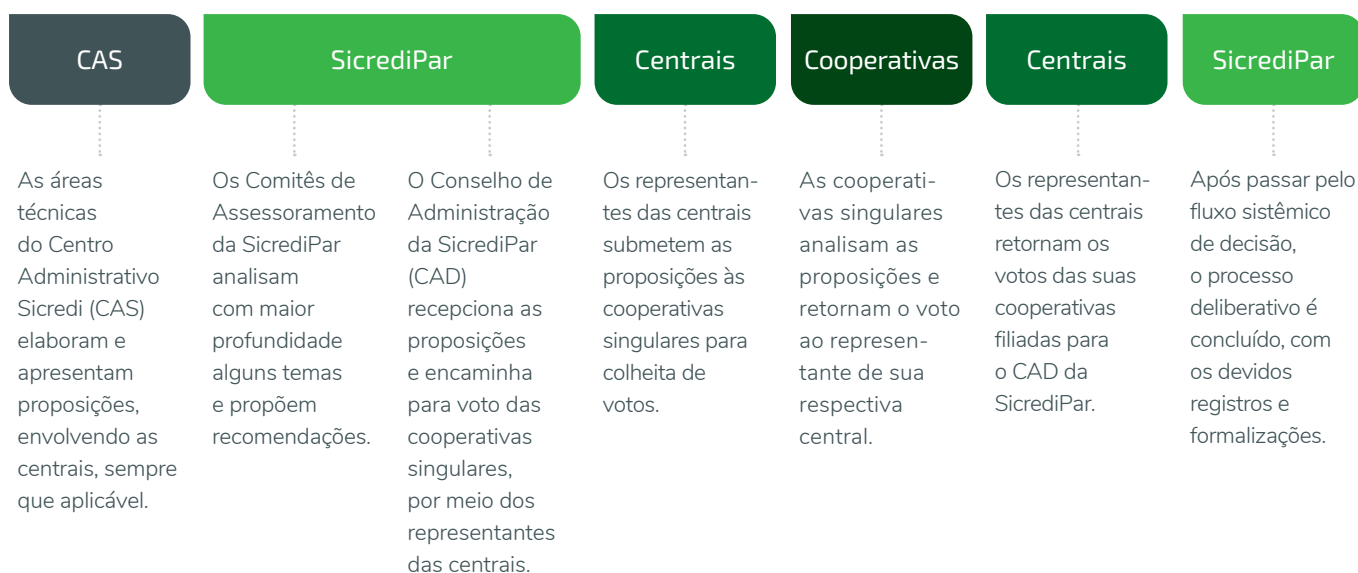 CAS
SicrediPar
Centrais
Cooperativas
Centrais
SicrediPar
As áreas
técnicas
do Centro
Administrativo
Sicredi (CAS)
elaboram e
apresentam
proposições,
envolvendo as
centrais, sempre
que aplicável.
Os Comitês de
Assessoramento
da SicrediPar
analisam
com maior
profundidade
alguns temas
e propõem
recomendações.
O Conselho de
Administração
da SicrediPar
(CAD)
recepciona as
proposições
e encaminha
para voto das
cooperativas
singulares,
por meio dos
representantes
das centrais.
Os representan-
tes das centrais
submetem as
proposições às
cooperativas
singulares para
colheita de
votos.
As cooperati-
vas singulares
analisam as
proposições e
retornam o voto
ao represen-
tante de sua
respectiva
central.
Os representan-
tes das centrais
retornam os
votos das suas
cooperativas
filiadas para
o CAD da
SicrediPar.
Após passar pelo
fluxo sistêmico
de decisão,
o processo
deliberativo é
concluído, com
os devidos
registros e
formalizações.